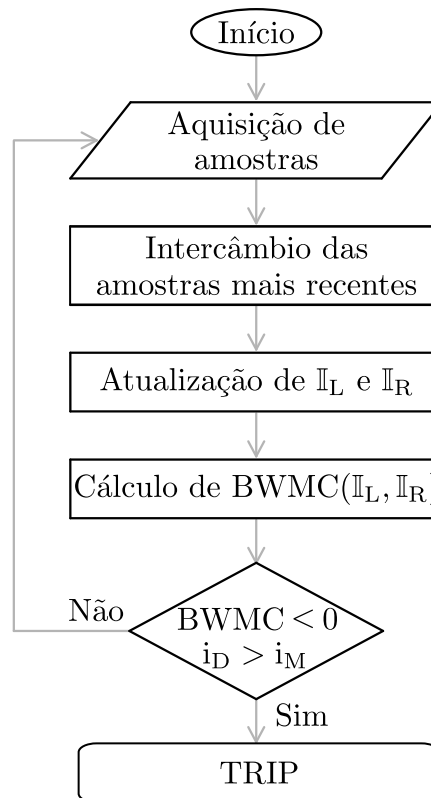 Início
Aquisição de
amostras
Intercâmbio das
amostras mais recentes
Atualização de 𝕀L e 𝕀R
Cálculo de BWMC(𝕀L, 𝕀R)
Não
BWMC < 0
iD > iM
Sim
TRIP